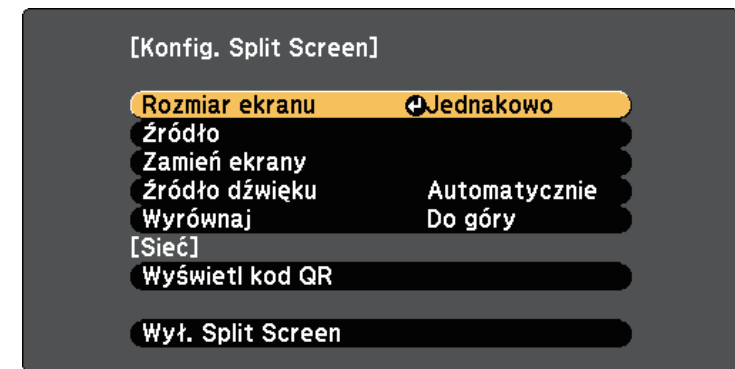 [Konfig. Split Screen]
Rozmiar ekranu Jednakowo
Źródło
Zamień ekrany
Źródło dźwięku Automatycznie
Wyrównaj Do góry
[Sieć]
Wyświetl kod QR
Wył. Split Screen